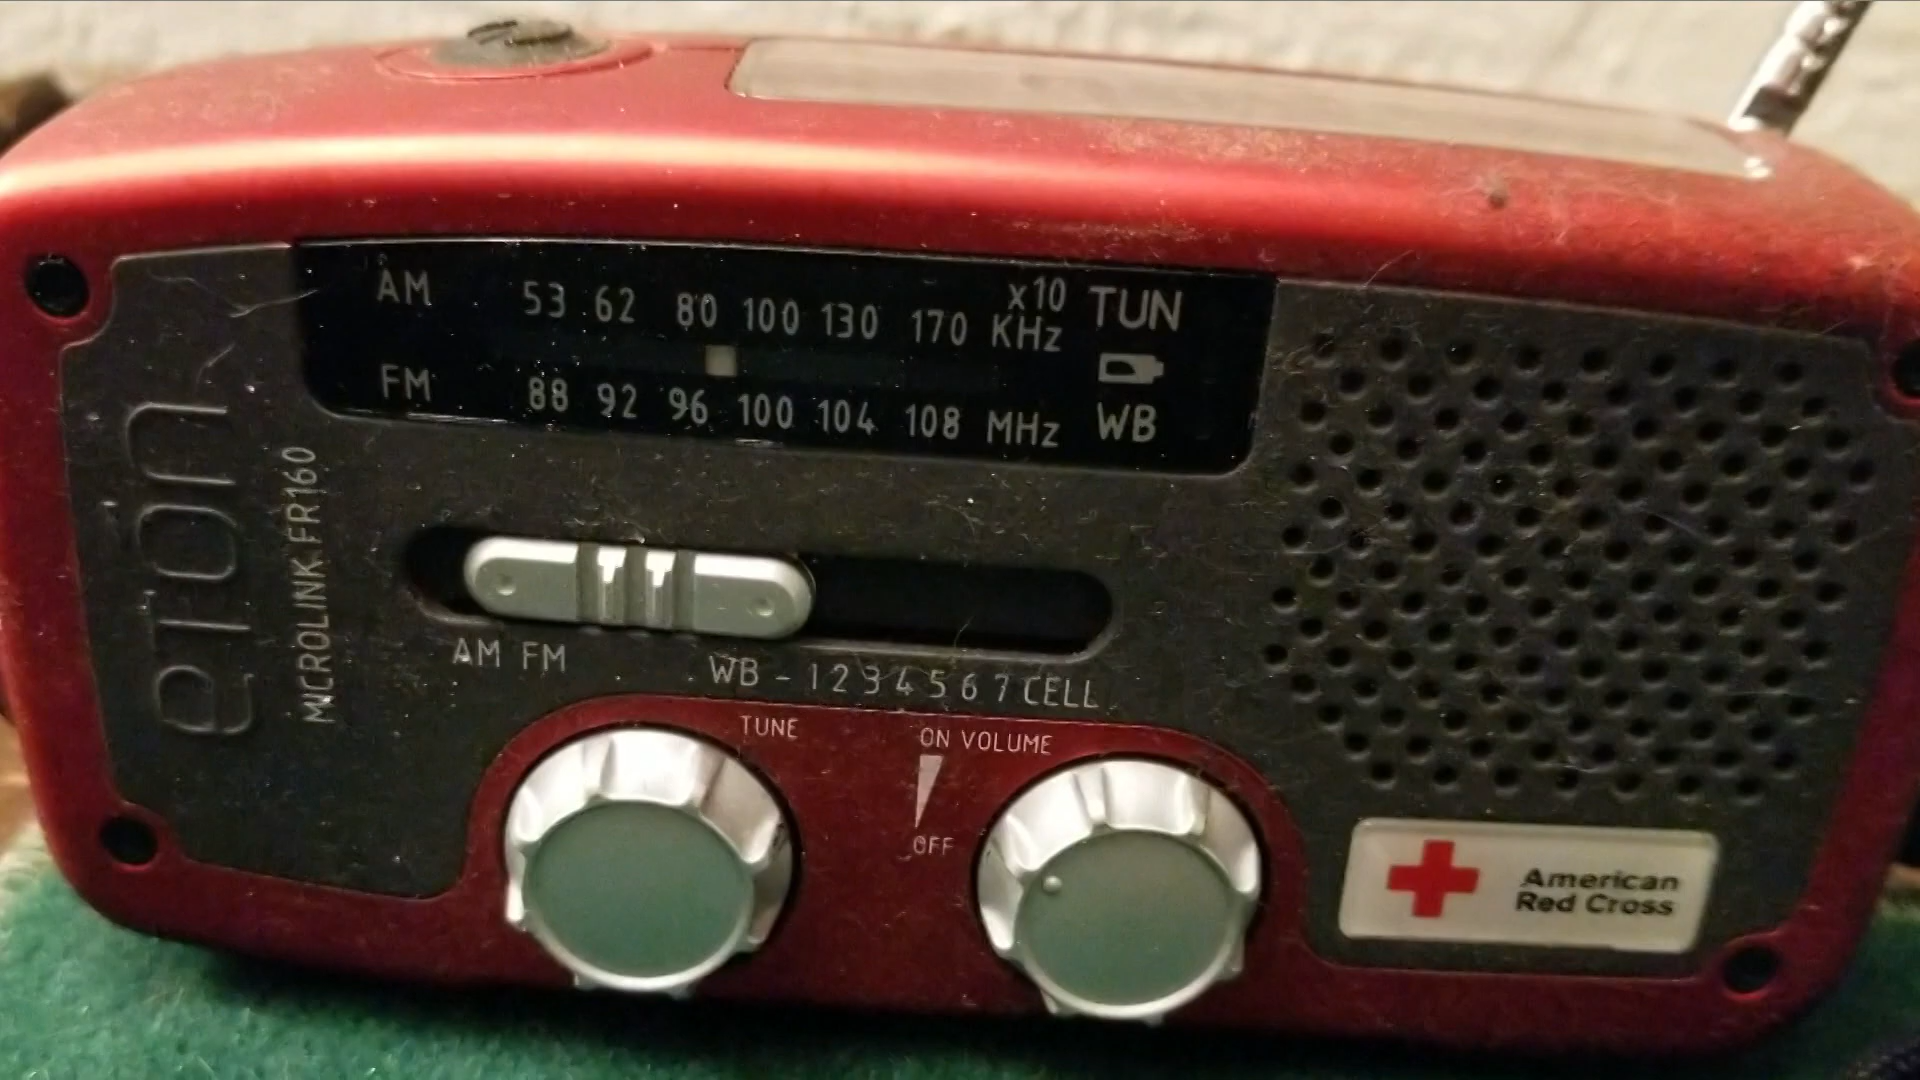 AM 53 62 80 100 130 170 x10 KHz TUN
FM 88 92 96 100 104 108 MHz WB
eTON
MICROLINK FR160
AM FM WB - 1 2 3 4 5 6 7 CELL
TUNE
ON VOLUME
OFF
American
Red Cross